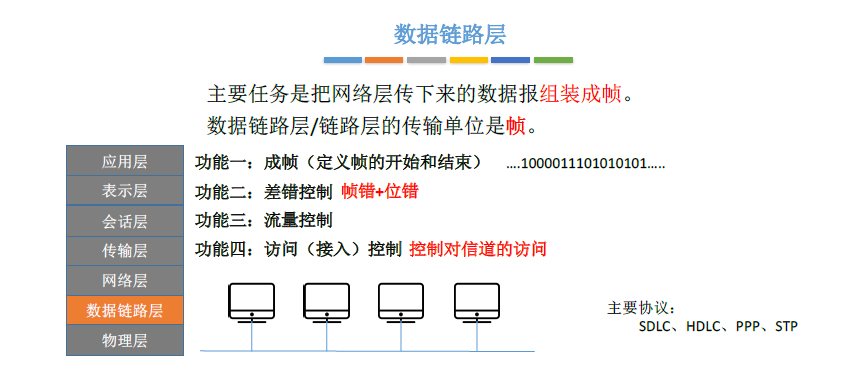 数据链路层
主要任务是把网络层传下来的数据报组装成帧。
数据链路层/链路层的传输单位是帧。
应用层
表示层
会话层
传输层
网络层
数据链路层
物理层
功能一：成帧（定义帧的开始和结束） ....1000011101010101.....
功能二：差错控制 帧错+位错
功能三：流量控制
功能四：访问（接入）控制 控制对信道的访问
主要协议：
SDLC、HDLC、PPP、STP